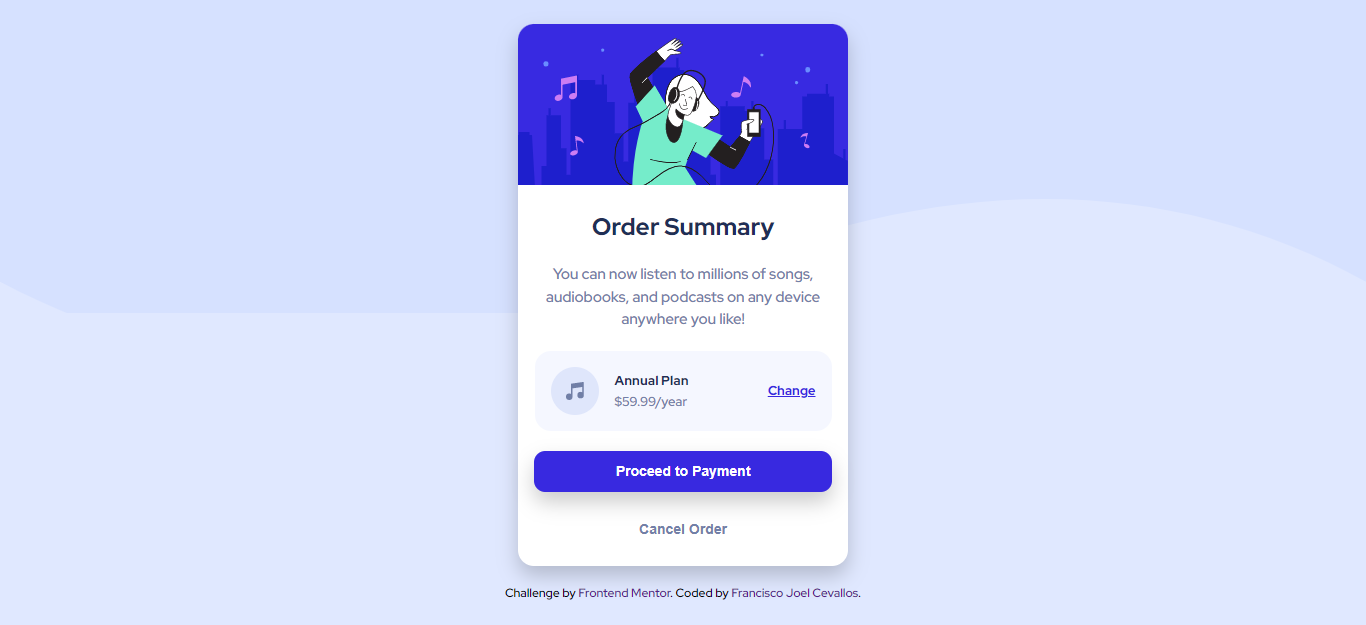 Order Summary
You can now listen to millions of songs,
audiobooks, and podcasts on any device
anywhere you like!
Annual Plan
$59.99/year
Change
Proceed to Payment
Cancel Order
Challenge by Frontend Mentor. Coded by Francisco Joel Cevallos.